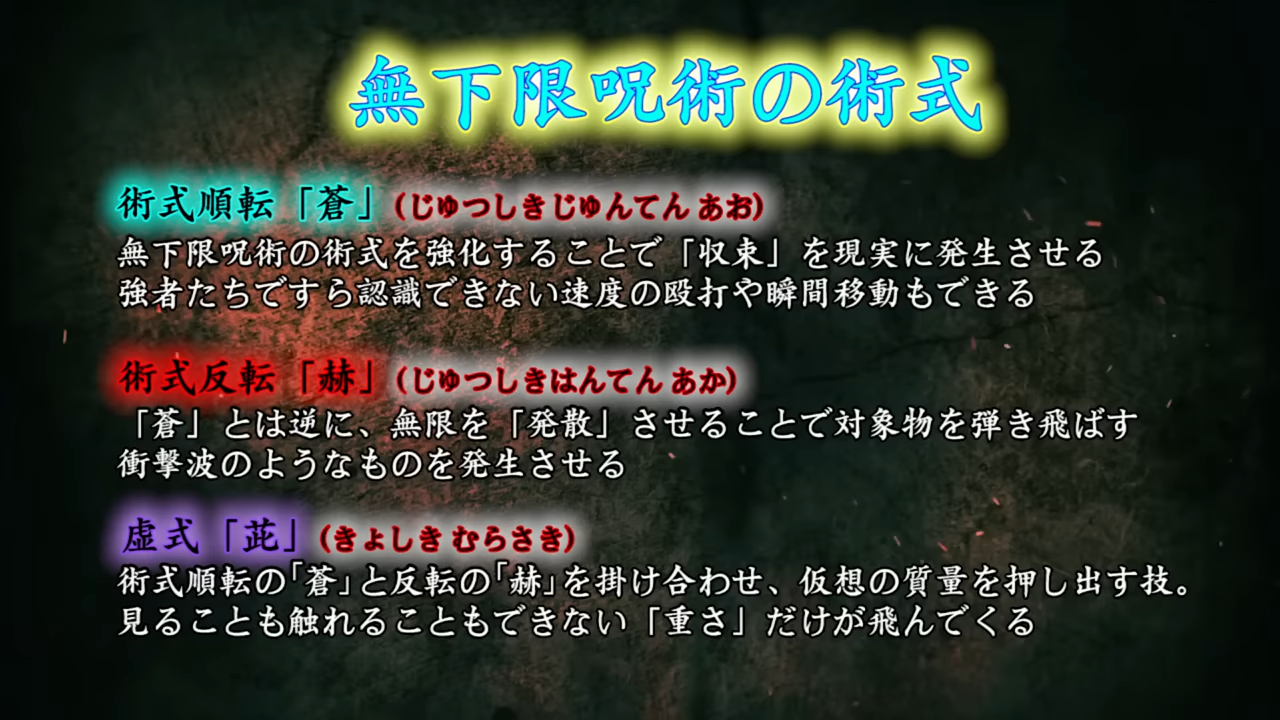 無下限呪術の術式
術式順転「蒼」(じゅつしきじゅんてん あお)
無下限呪術の術式を強化することで「収束」を現実に発生させる
強者たちですら認識できない速度の殴打や瞬間移動もできる
術式反転「赫」(じゅつしきはんてん あか)
「蒼」とは逆に、無限を「発散」させることで対象物を弾き飛ばす
衝撃波のようなものを発生させる
虚式「茈」(きょしき むらさき)
術式順転の「蒼」と反転の「赫」を掛け合わせ、仮想の質量を押し出す技。
見ることも触れることもできない「重さ」だけが飛んでくる